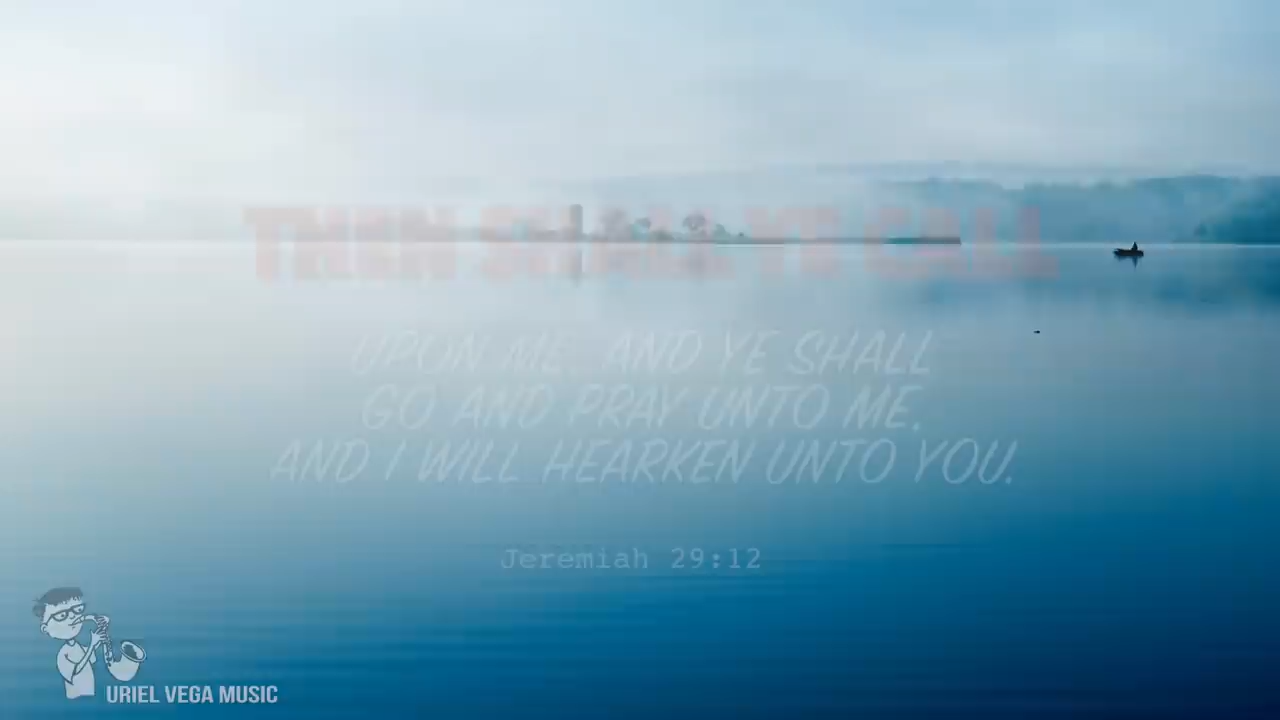 THEN SHALL YE CALL
UPON ME, AND YE SHALL
GO AND PRAY UNTO ME,
AND I WILL HEARKEN UNTO YOU.
Jeremiah 29:12
URIEL VEGA MUSIC